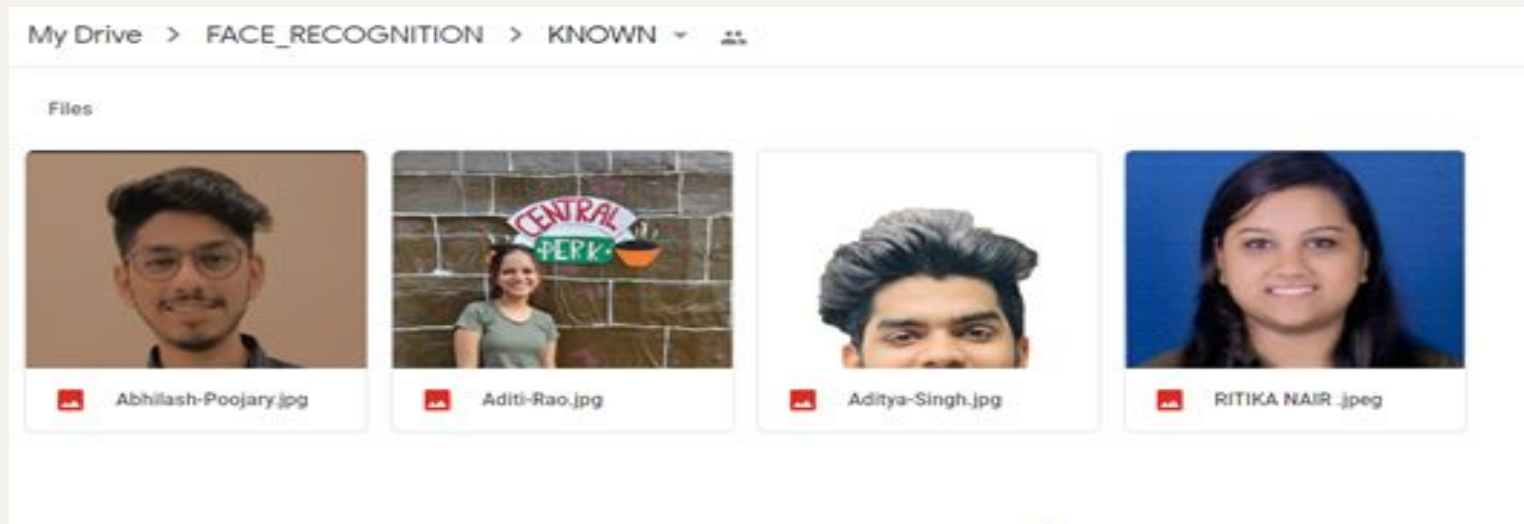 My Drive > FACE_RECOGNITION > KNOWN
Files
CENTRAL
PERK
Abhilash-Poojary.jpg
Aditi-Rao.jpg
Aditya-Singh.jpg
RITIKA NAIR .jpeg